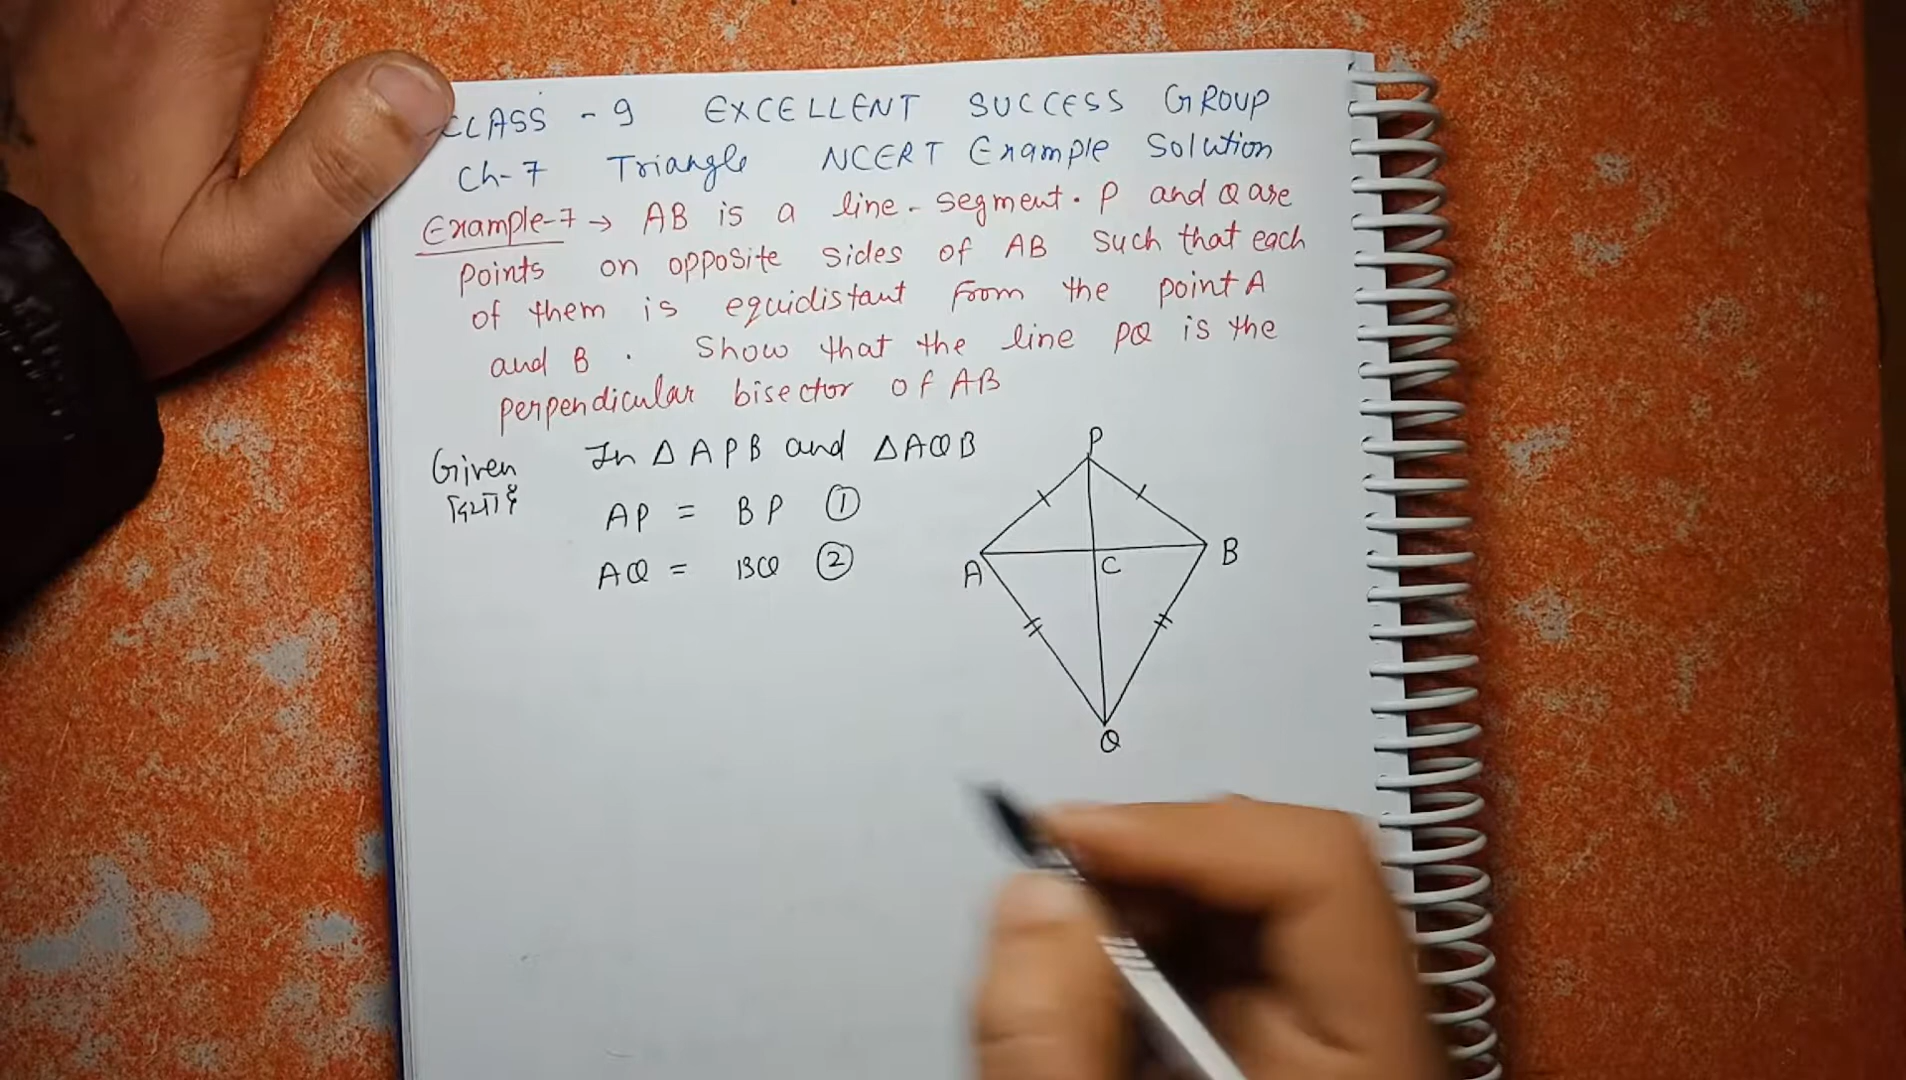 CLASS - 9 EXCELLENT SUCCESS GROUP
Ch-7 Triangle NCERT Example Solution
Example-7 → AB is a line-segment. P and Q are
points on opposite sides of AB such that each
of them is equidistant from the point A
and B. Show that the line PQ is the
perpendicular bisector of AB
Given In △APB and △AQB
दिया है
AP = BP ①
AQ = BQ ②
P
A
C
B
Q